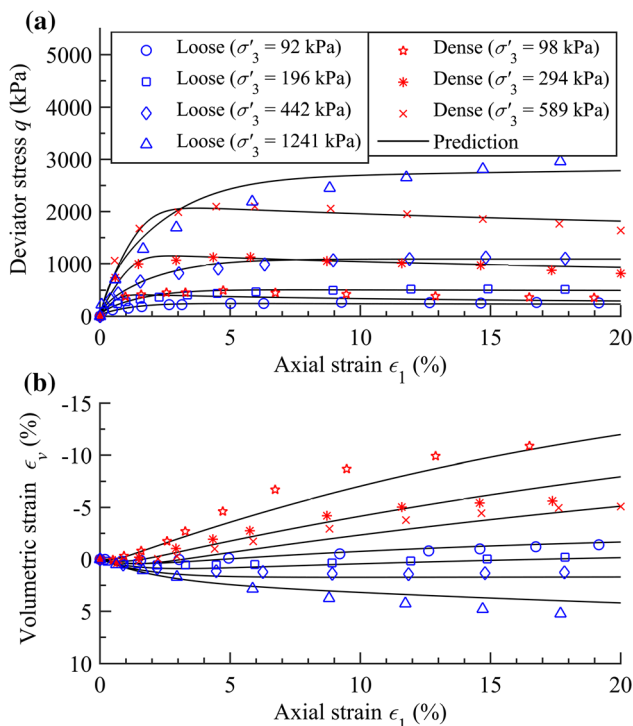 (a)
Deviator stress q (kPa)
5000
4000
3000
2000
1000
0
Loose (σ′3 = 92 kPa)
Loose (σ′3 = 196 kPa)
Loose (σ′3 = 442 kPa)
Loose (σ′3 = 1241 kPa)
Dense (σ′3 = 98 kPa)
Dense (σ′3 = 294 kPa)
Dense (σ′3 = 589 kPa)
Prediction
0 5 10 15 20
Axial strain ϵ1 (%)
(b)
Volumetric strain ϵv (%)
-15
-10
-5
0
5
10
0 5 10 15 20
Axial strain ϵ1 (%)